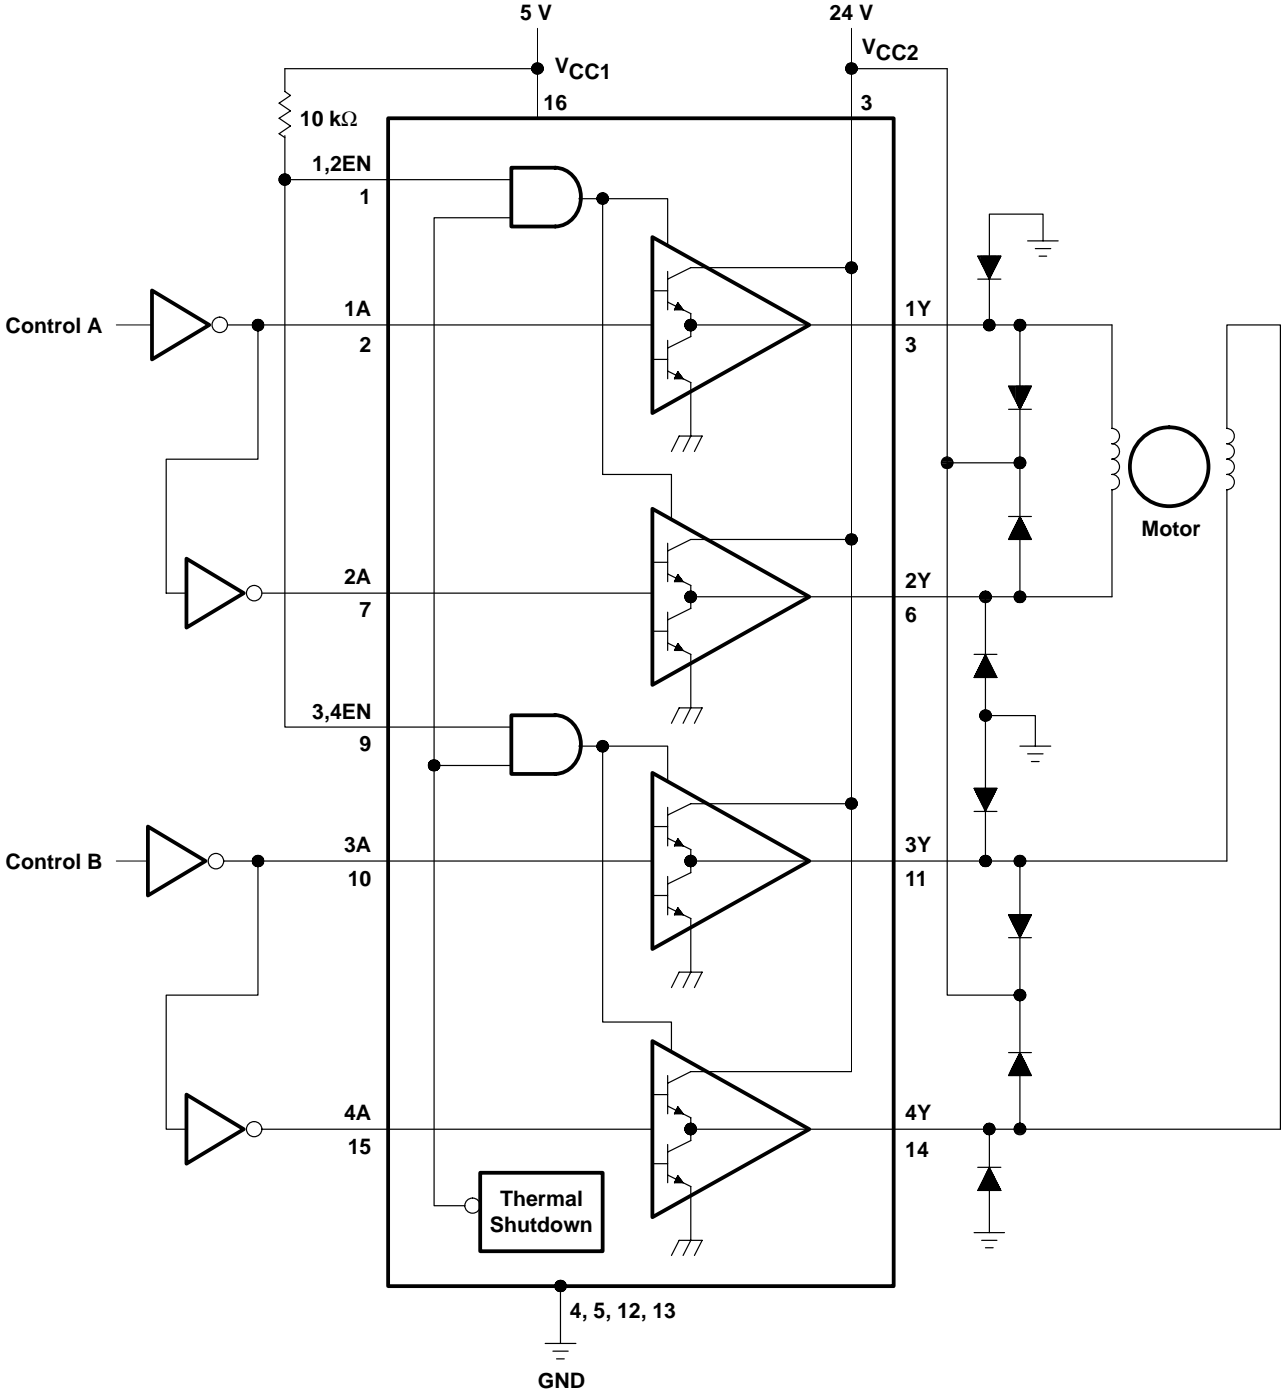 5 V
24 V
VCC1
VCC2
16
3
10 kΩ
1,2EN
1
Control A
1A
2
1Y
3
Motor
2A
7
2Y
6
3,4EN
9
Control B
3A
10
3Y
11
4A
15
4Y
14
Thermal
Shutdown
4, 5, 12, 13
GND